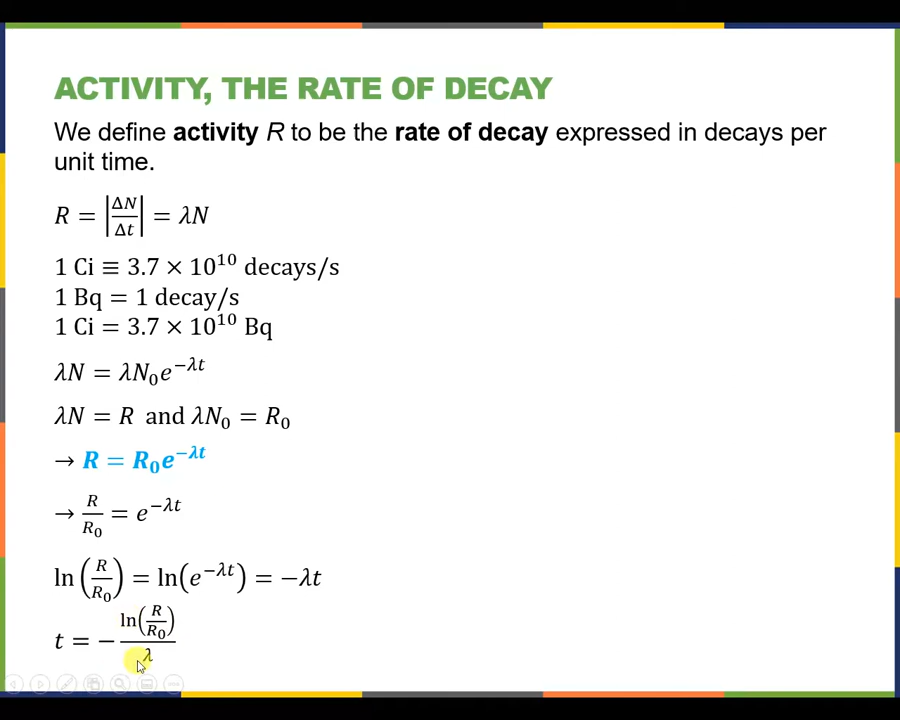 ACTIVITY, THE RATE OF DECAY
We define activity R to be the rate of decay expressed in decays per
unit time.
R = |ΔN/Δt| = λN
1 Ci ≡ 3.7 × 10¹⁰ decays/s
1 Bq = 1 decay/s
1 Ci = 3.7 × 10¹⁰ Bq
λN = λN₀e^(−λt)
λN = R and λN₀ = R₀
→ R = R₀e^(−λt)
→ R/R₀ = e^(−λt)
ln(R/R₀) = ln(e^(−λt)) = −λt
t = − ln(R/R₀)/λ